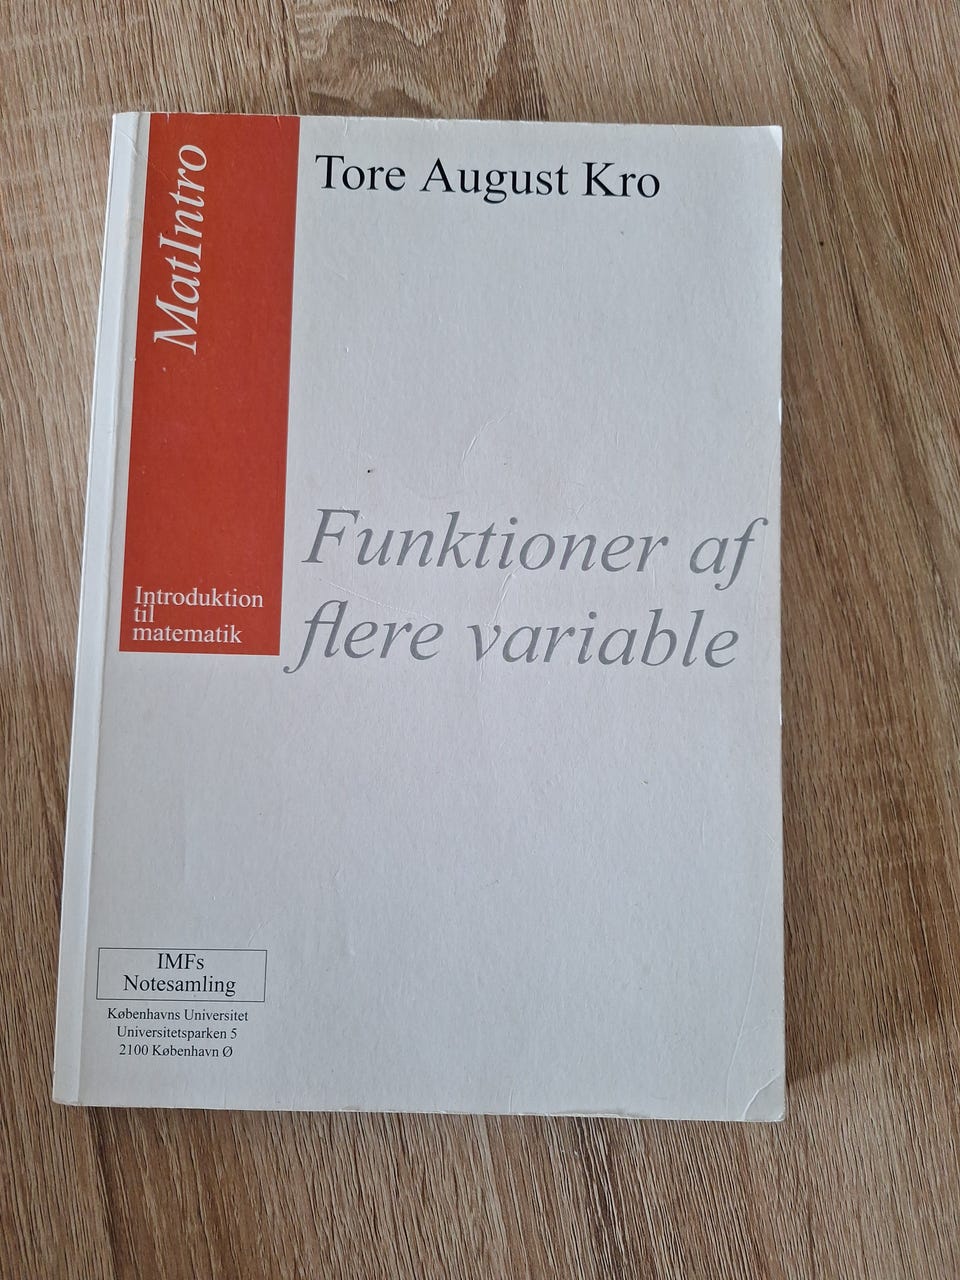 MatIntro
Tore August Kro
Funktioner af
flere variable
Introduktion
til
matematik
IMFs
Notesamling
Københavns Universitet
Universitetsparken 5
2100 København Ø